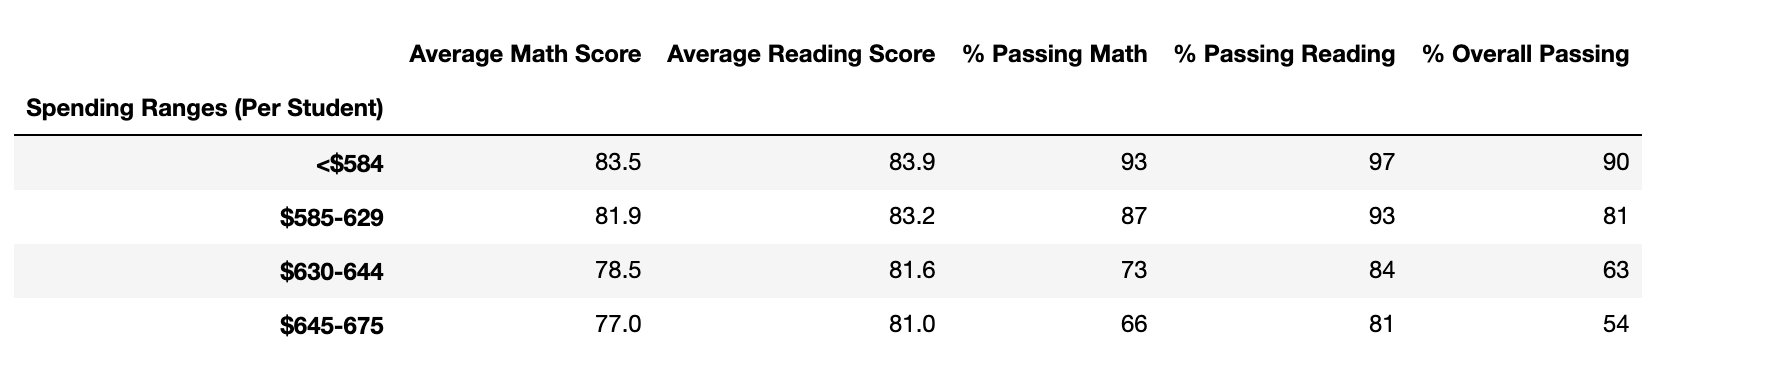 Average Math Score Average Reading Score % Passing Math % Passing Reading % Overall Passing
Spending Ranges (Per Student)
<$584 83.5 83.9 93 97 90
$585-629 81.9 83.2 87 93 81
$630-644 78.5 81.6 73 84 63
$645-675 77.0 81.0 66 81 54